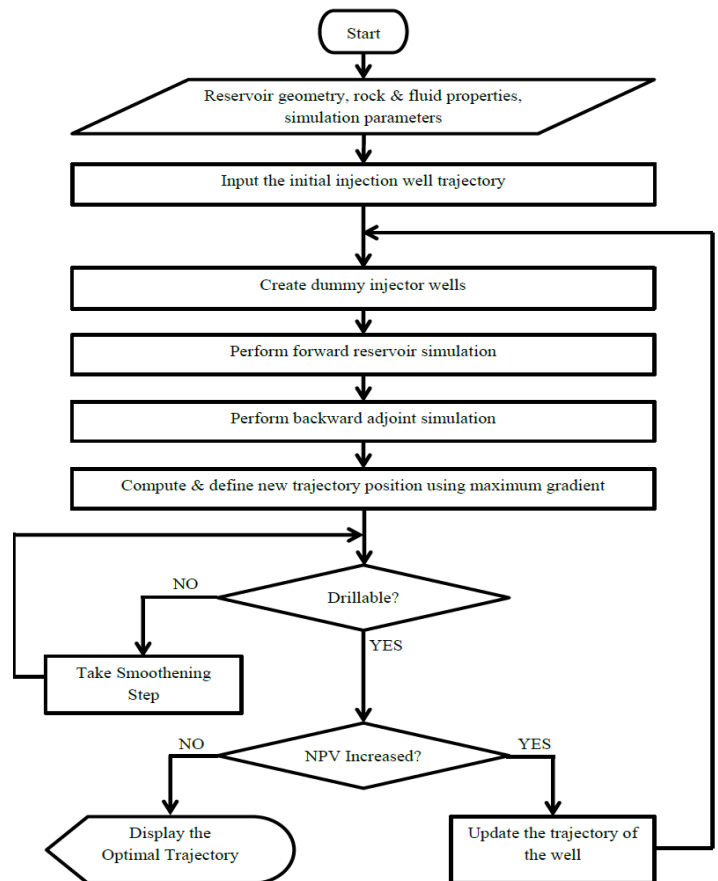 Start
Reservoir geometry, rock & fluid properties,
simulation parameters
Input the initial injection well trajectory
Create dummy injector wells
Perform forward reservoir simulation
Perform backward adjoint simulation
Compute & define new trajectory position using maximum gradient
NO
Drillable?
YES
Take Smoothening
Step
NO
NPV Increased?
YES
Display the
Optimal Trajectory
Update the trajectory of
the well